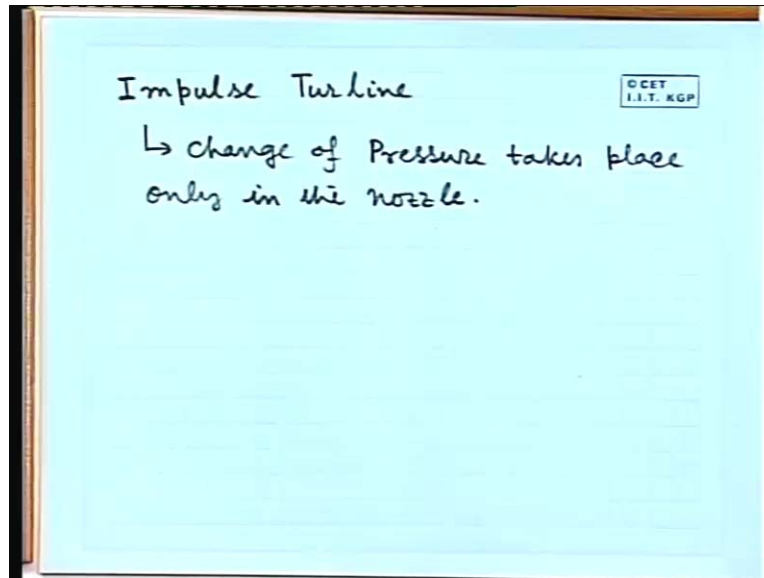 Impulse Turbine
© CET
I.I.T. KGP
↳ change of Pressure takes place
only in the nozzle.